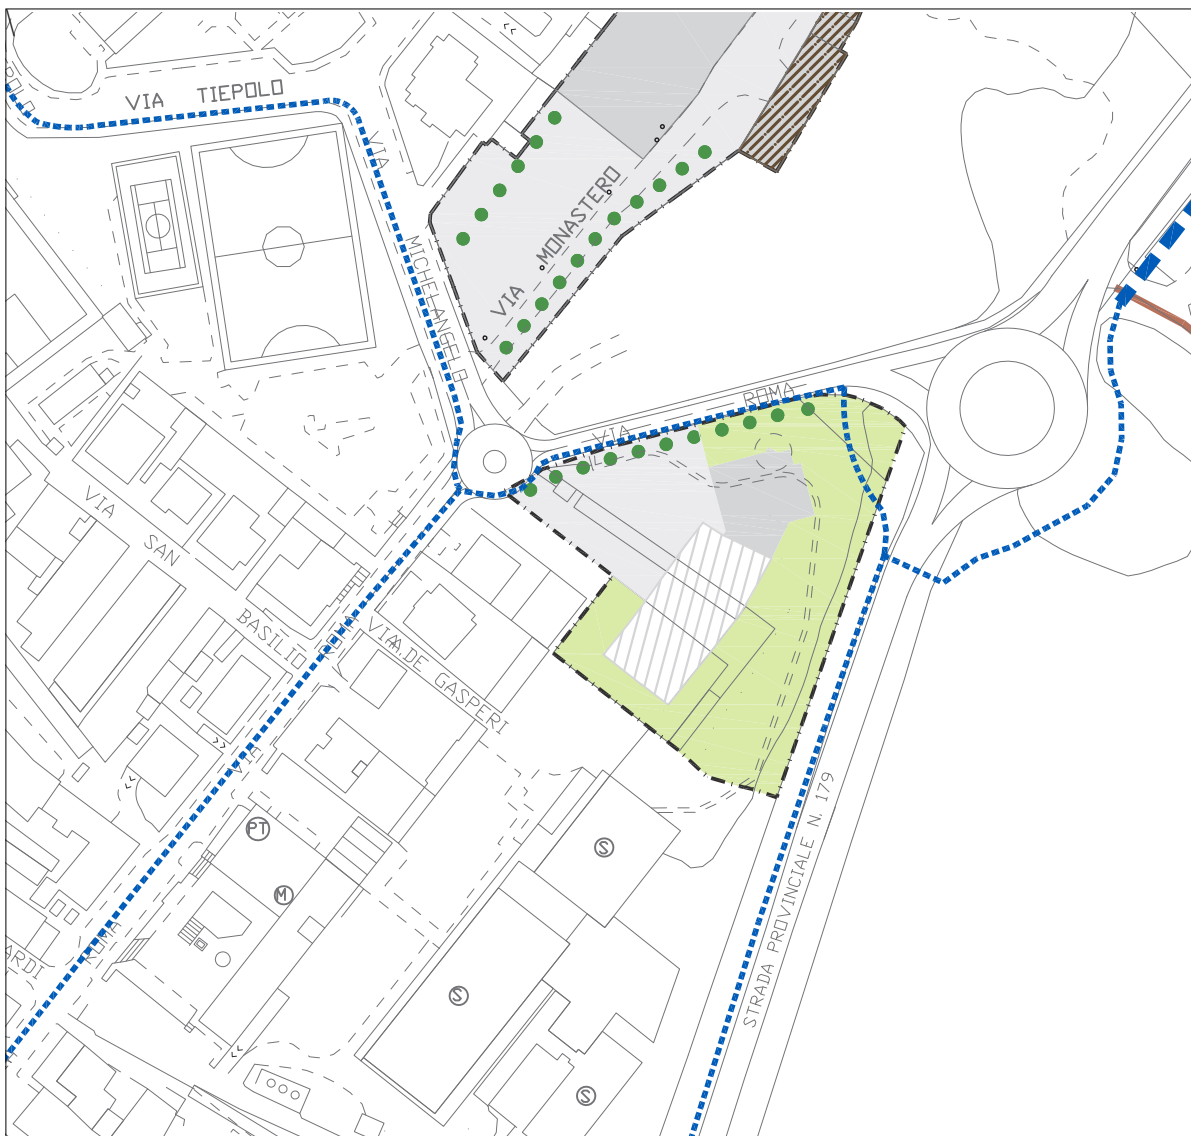 VIA TIEPOLO
VIA
MICHELANGELO
VIA MONASTERO
VIA ROMA
VIA
SAN
BASILIO
VIA
DE GASPERI
PT
M
S
S
S
ROMA
ARDI
STRADA PROVINCIALE N. 179